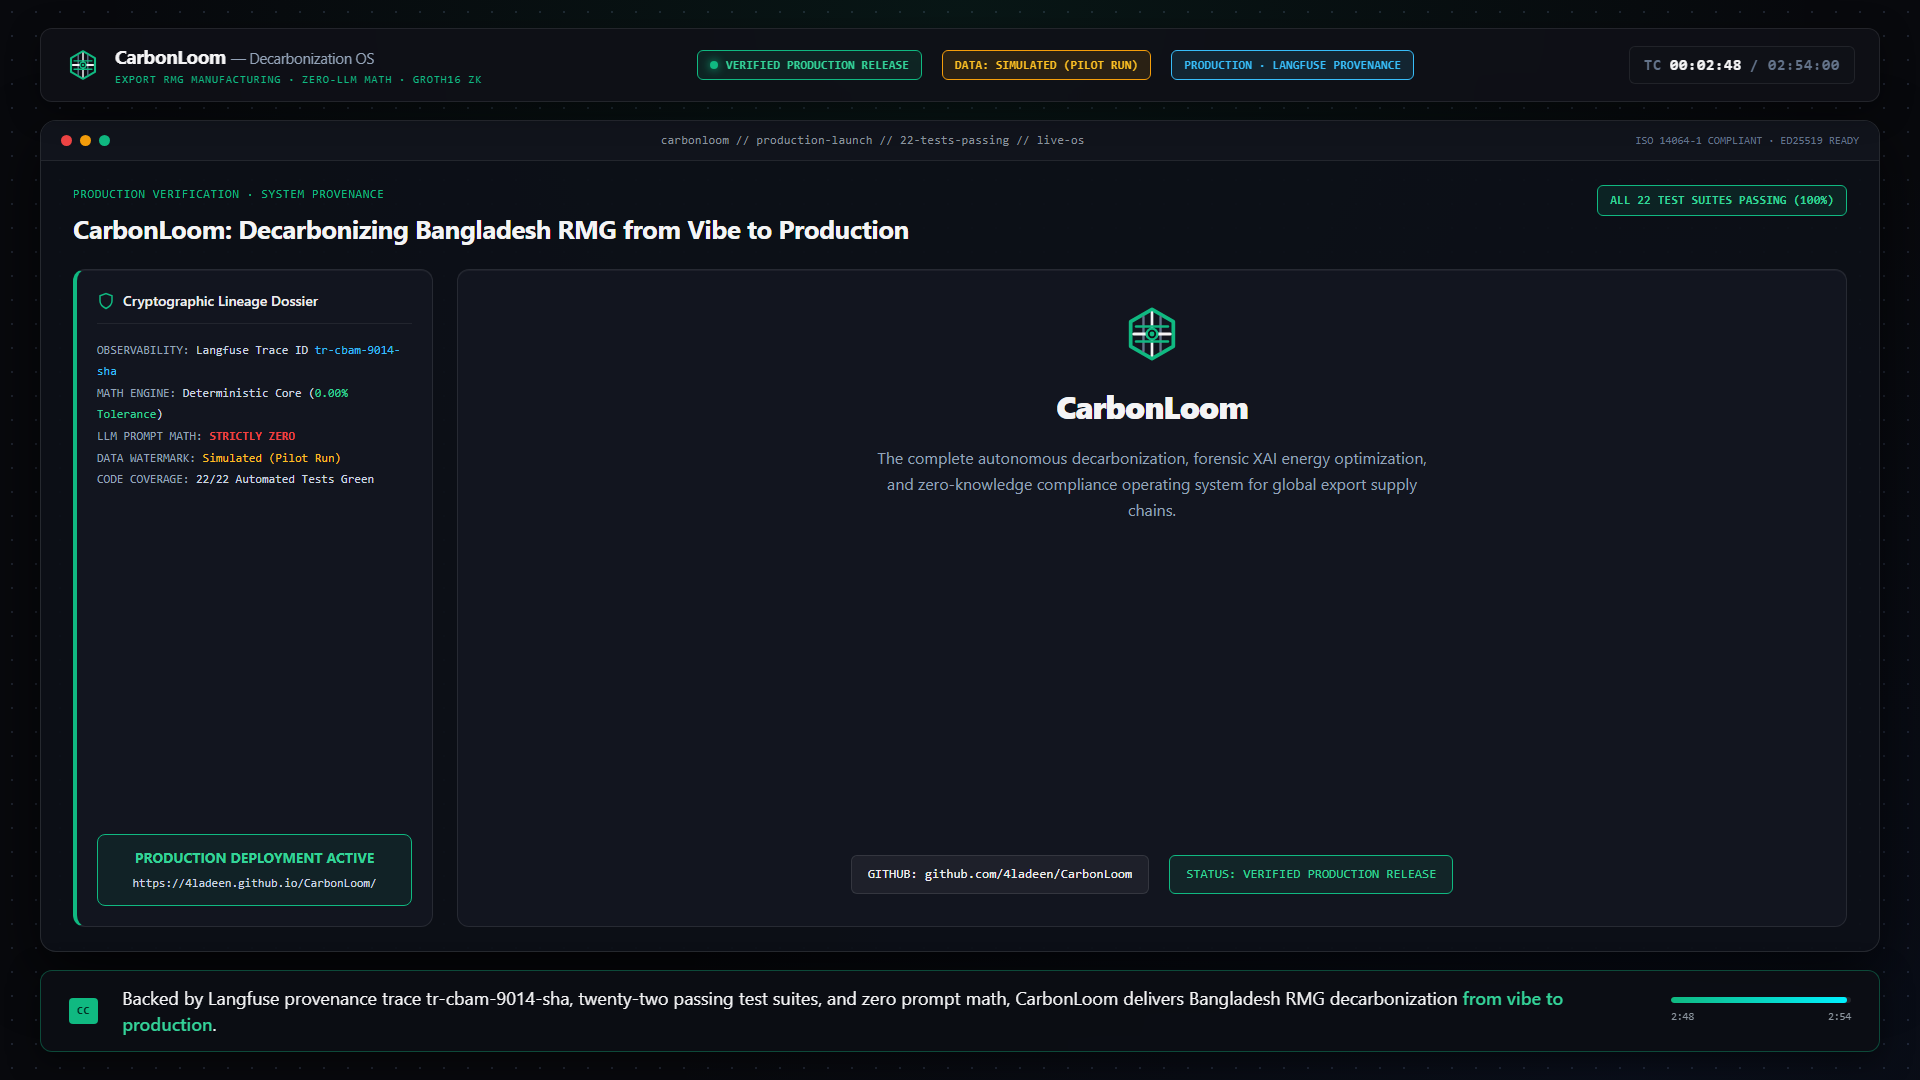 CarbonLoom — Decarbonization OS
EXPORT RMG MANUFACTURING · ZERO-LLM MATH · GROTH16 ZK
VERIFIED PRODUCTION RELEASE
DATA: SIMULATED (PILOT RUN)
PRODUCTION · LANGFUSE PROVENANCE
TC 00:02:48 / 02:54:00
carbonloom // production-launch // 22-tests-passing // live-os
ISO 14064-1 COMPLIANT · ED25519 READY
PRODUCTION VERIFICATION · SYSTEM PROVENANCE
CarbonLoom: Decarbonizing Bangladesh RMG from Vibe to Production
ALL 22 TEST SUITES PASSING (100%)
Cryptographic Lineage Dossier
OBSERVABILITY: Langfuse Trace ID tr-cbam-9014-
sha
MATH ENGINE: Deterministic Core (0.00%
Tolerance)
LLM PROMPT MATH: STRICTLY ZERO
DATA WATERMARK: Simulated (Pilot Run)
CODE COVERAGE: 22/22 Automated Tests Green
PRODUCTION DEPLOYMENT ACTIVE
https://4ladeen.github.io/CarbonLoom/
CarbonLoom
The complete autonomous decarbonization, forensic XAI energy optimization,
and zero-knowledge compliance operating system for global export supply
chains.
GITHUB: github.com/4ladeen/CarbonLoom
STATUS: VERIFIED PRODUCTION RELEASE
CC
Backed by Langfuse provenance trace tr-cbam-9014-sha, twenty-two passing test suites, and zero prompt math, CarbonLoom delivers Bangladesh RMG decarbonization from vibe to
production.
2:48
2:54